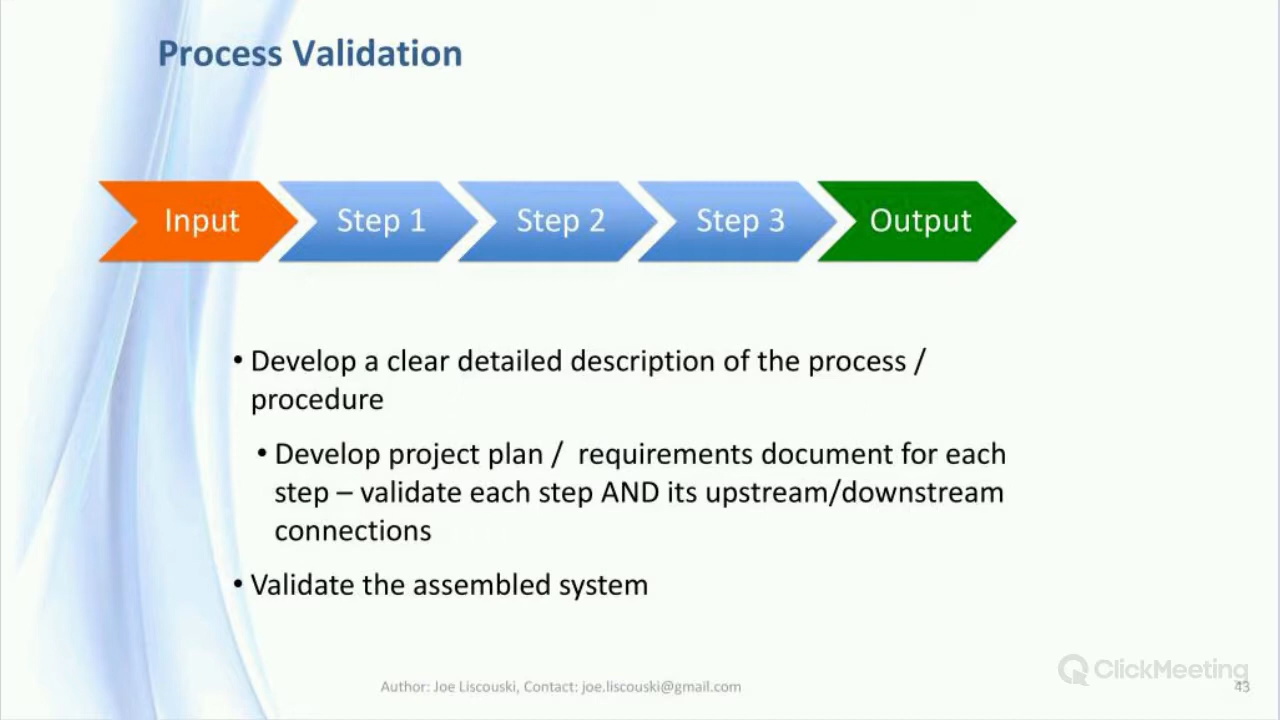 Process Validation
Input
Step 1
Step 2
Step 3
Output
• Develop a clear detailed description of the process /
procedure
• Develop project plan /  requirements document for each
step – validate each step AND its upstream/downstream
connections
• Validate the assembled system
Author: Joe Liscouski, Contact: joe.liscouski@gmail.com
ClickMeeting
43